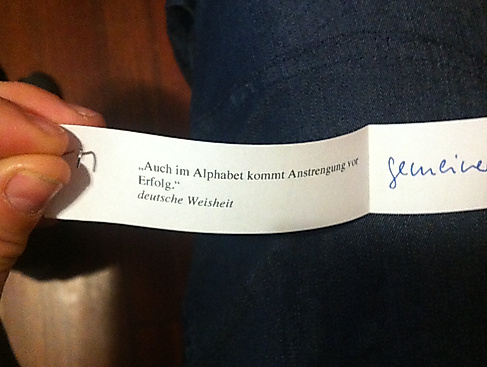 „Auch im Alphabet kommt Anstrengung vor
Erfolg.“
deutsche Weisheit
gemeine